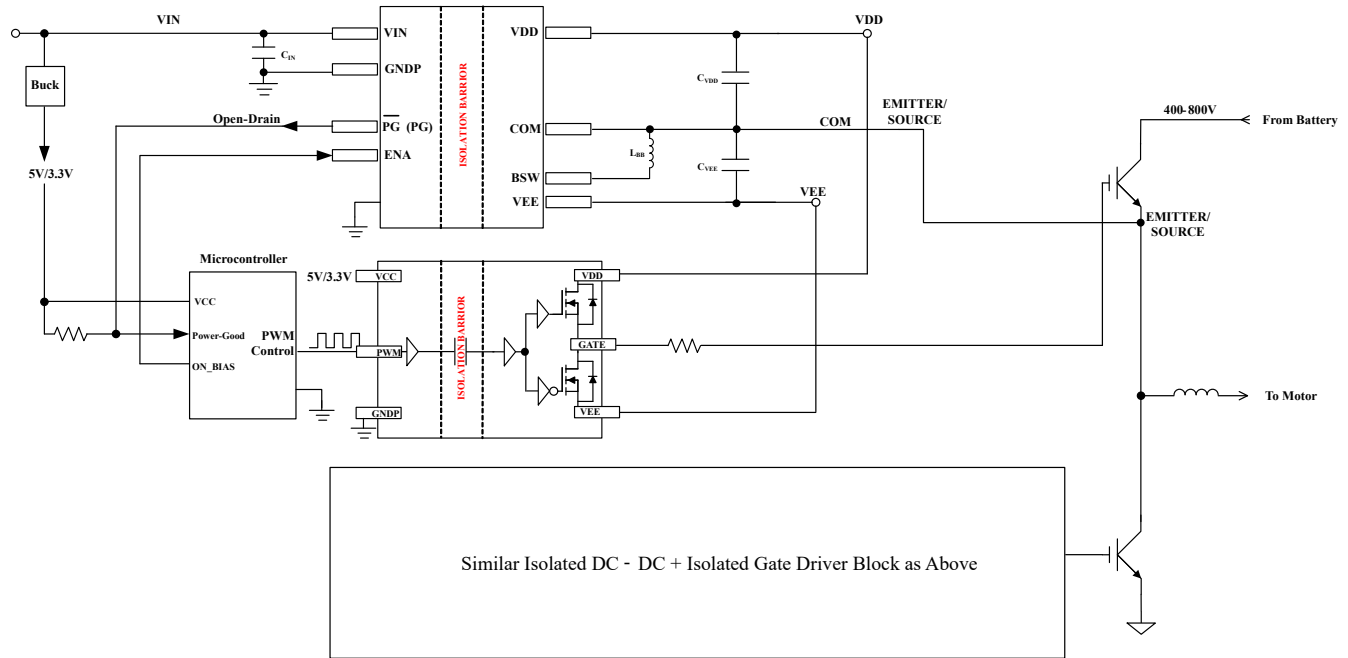 VIN
VDD
VIN
VDD
C_IN
GNDP
ISOLATION BARRIER
C_VDD
Buck
Open-Drain
PG (PG)
COM
EMITTER/
SOURCE
COM
400-800V
From Battery
ENA
L_BB
C_VEE
BSW
5V/3.3V
VEE
VEE
EMITTER/
SOURCE
Microcontroller
5V/3.3V
VCC
VDD
VCC
ISOLATION BARRIER
Power-Good
PWM
Control
PWM
GATE
ON_BIAS
GNDP
VEE
To Motor
Similar Isolated DC - DC + Isolated Gate Driver Block as Above